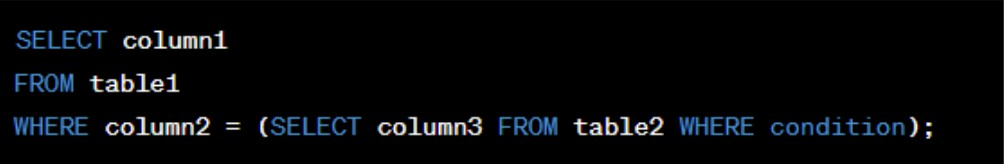 SELECT column1
FROM table1
WHERE column2 = (SELECT column3 FROM table2 WHERE condition);